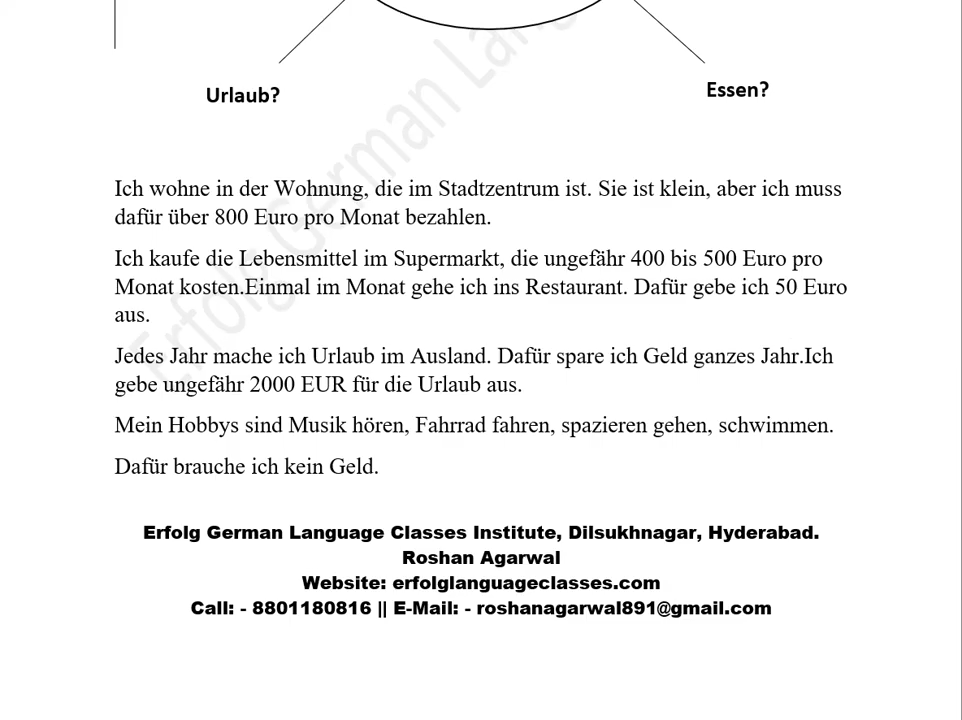 Urlaub?
Essen?
Erfolg German Lang
Ich wohne in der Wohnung, die im Stadtzentrum ist. Sie ist klein, aber ich muss
dafür über 800 Euro pro Monat bezahlen.
Ich kaufe die Lebensmittel im Supermarkt, die ungefähr 400 bis 500 Euro pro
Monat kosten.Einmal im Monat gehe ich ins Restaurant. Dafür gebe ich 50 Euro
aus.
Jedes Jahr mache ich Urlaub im Ausland. Dafür spare ich Geld ganzes Jahr.Ich
gebe ungefähr 2000 EUR für die Urlaub aus.
Mein Hobbys sind Musik hören, Fahrrad fahren, spazieren gehen, schwimmen.
Dafür brauche ich kein Geld.
Erfolg German Language Classes Institute, Dilsukhnagar, Hyderabad.
Roshan Agarwal
Website: erfolglanguageclasses.com
Call: - 8801180816 || E-Mail: - roshanagarwal891@gmail.com